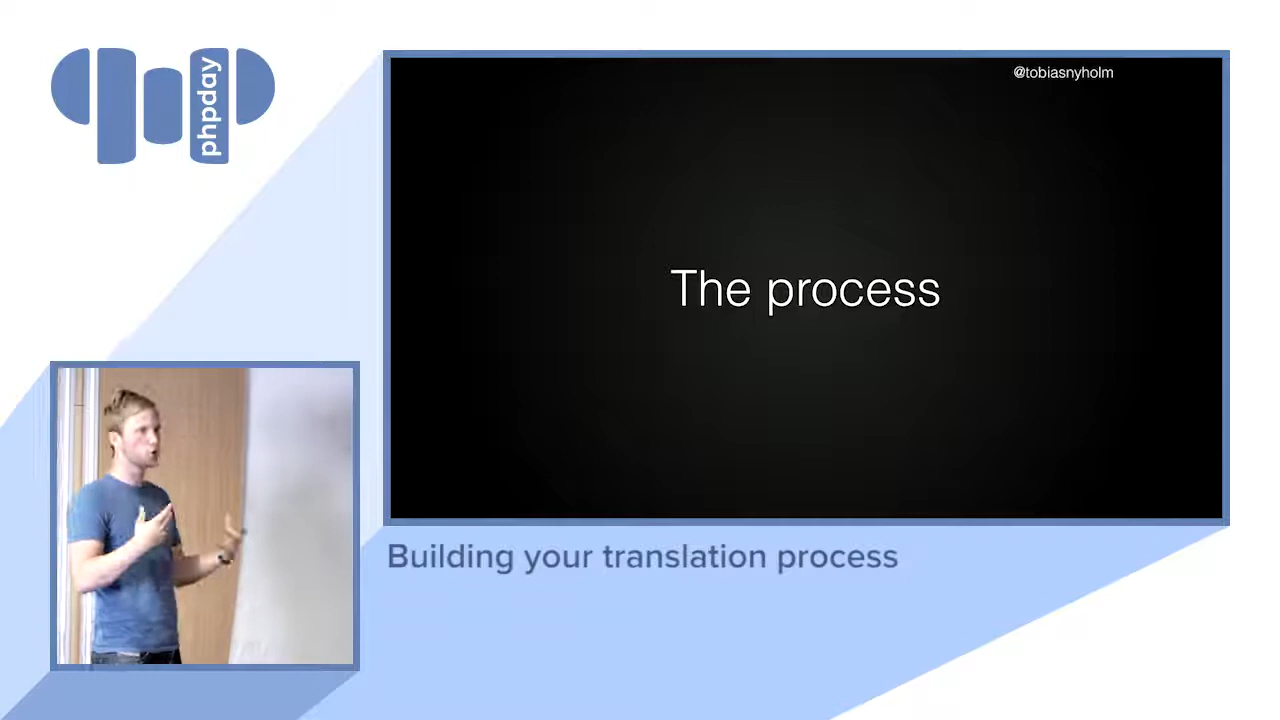 phpday
@tobiasnyholm
The process
Building your translation process